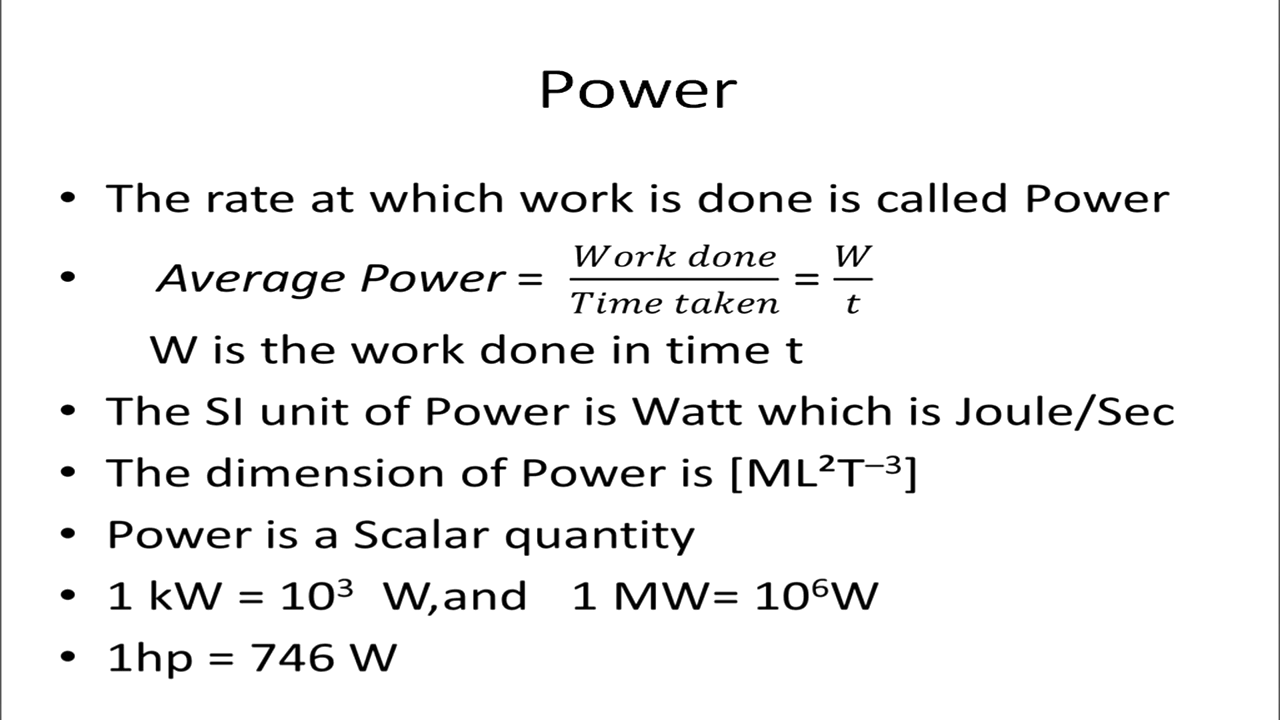 Power
• The rate at which work is done is called Power
• Average Power = Work done / Time taken = W / t
W is the work done in time t
• The SI unit of Power is Watt which is Joule/Sec
• The dimension of Power is [ML²T⁻³]
• Power is a Scalar quantity
• 1 kW = 10³ W,and 1 MW= 10⁶W
• 1hp = 746 W